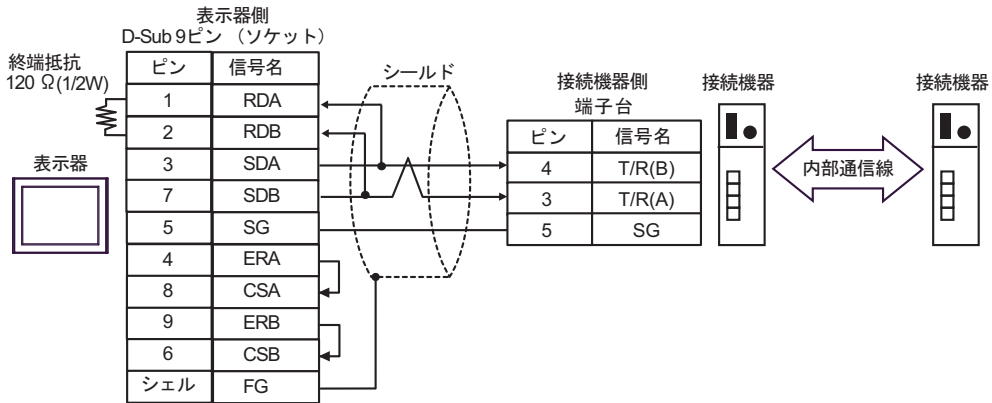 表示器側
D-Sub 9ピン （ソケット）
終端抵抗
120 Ω(1/2W)
表示器
ピン 信号名
1 RDA
2 RDB
3 SDA
7 SDB
5 SG
4 ERA
8 CSA
9 ERB
6 CSB
シェル FG
シールド
接続機器側
端子台
ピン 信号名
4 T/R(B)
3 T/R(A)
5 SG
接続機器
内部通信線
接続機器